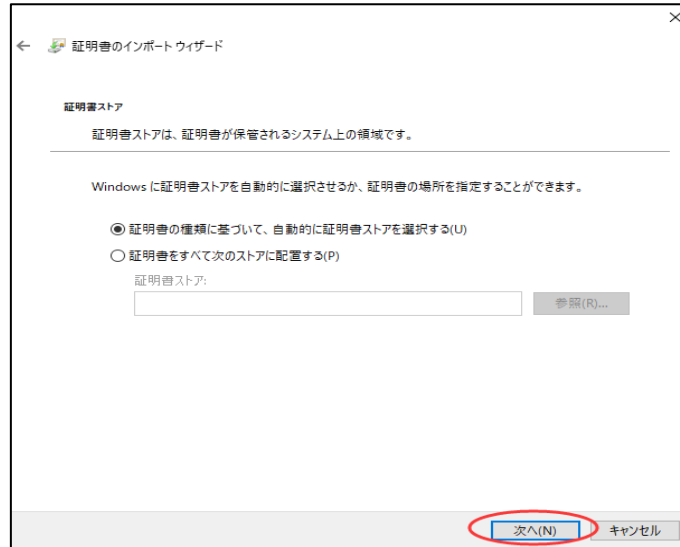 証明書のインポート ウィザード
証明書ストア
証明書ストアは、証明書が保管されるシステム上の領域です。
Windows に証明書ストアを自動的に選択させるか、証明書の場所を指定することができます。
証明書の種類に基づいて、自動的に証明書ストアを選択する(U)
証明書をすべて次のストアに配置する(P)
証明書ストア:
参照(R)...
次へ(N) キャンセル